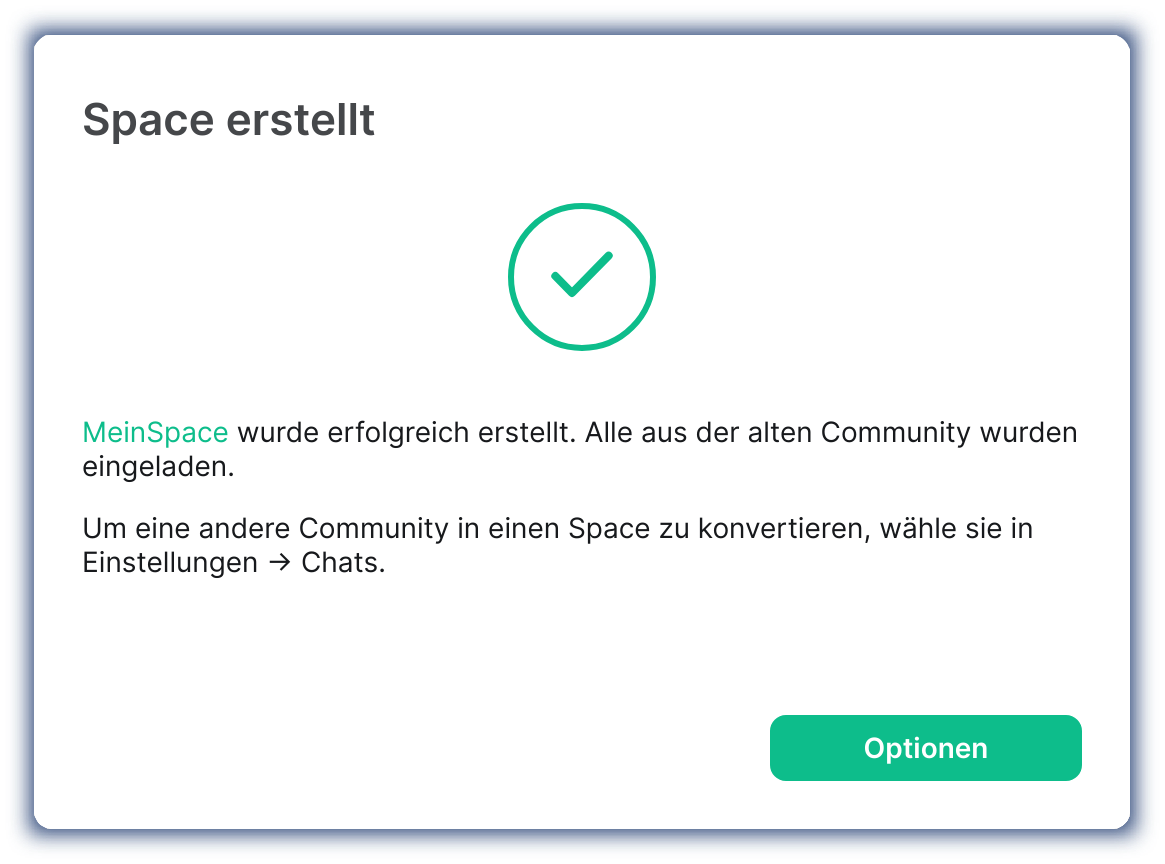 Space erstellt
MeinSpace wurde erfolgreich erstellt. Alle aus der alten Community wurden
eingeladen.
Um eine andere Community in einen Space zu konvertieren, wähle sie in
Einstellungen → Chats.
Optionen